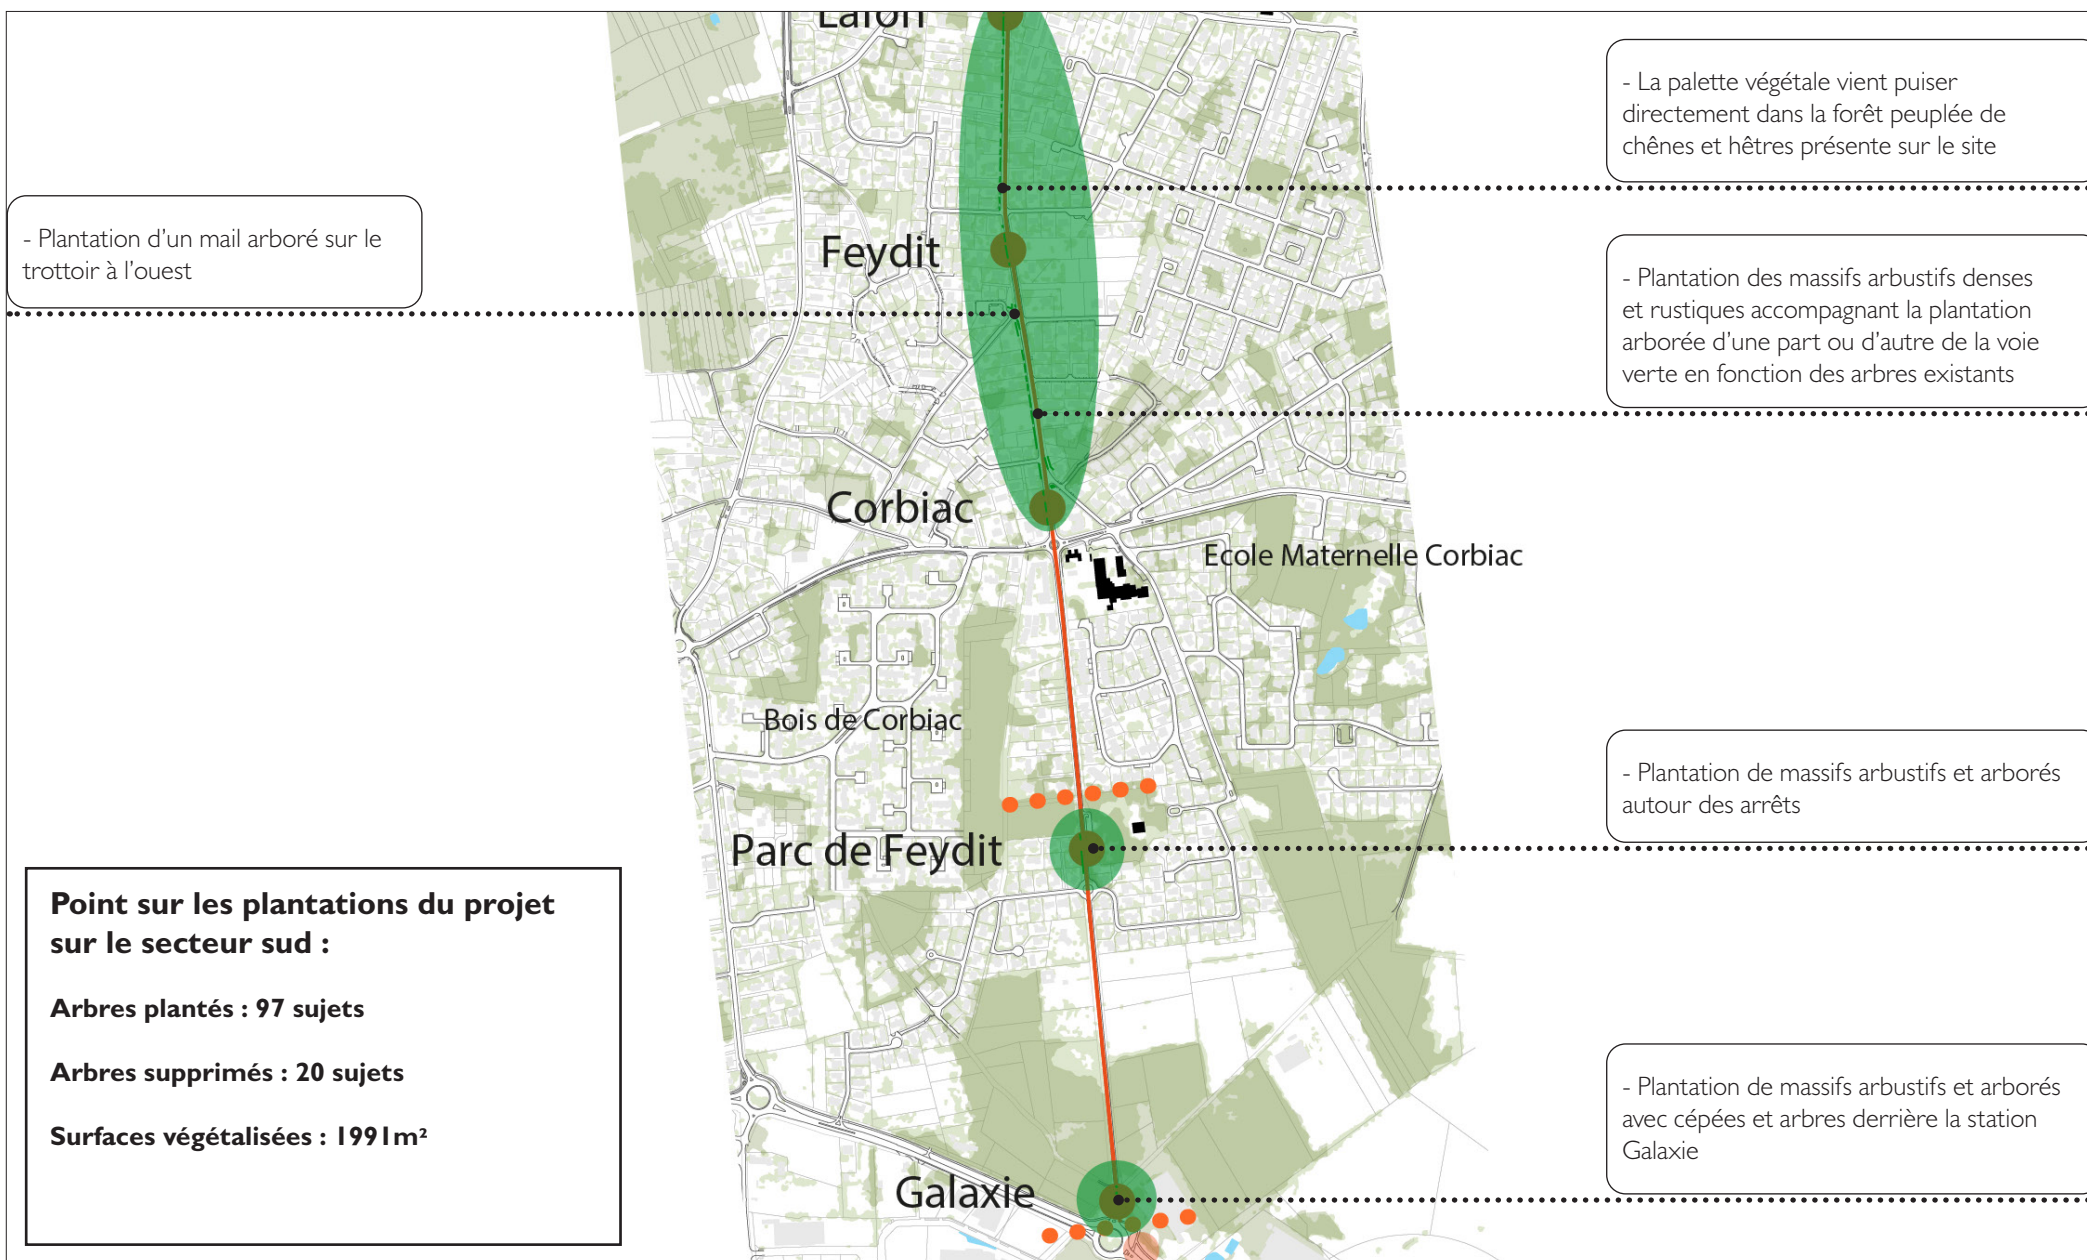 Lafon
- La palette végétale vient puiser
directement dans la forêt peuplée de
chênes et hêtres présente sur le site
- Plantation d'un mail arboré sur le
trottoir à l'ouest
Feydit
- Plantation des massifs arbustifs denses
et rustiques accompagnant la plantation
arborée d'une part ou d'autre de la voie
verte en fonction des arbres existants
Corbiac
Ecole Maternelle Corbiac
Bois de Corbiac
- Plantation de massifs arbustifs et arborés
autour des arrêts
Parc de Feydit
Point sur les plantations du projet
sur le secteur sud :
Arbres plantés : 97 sujets
Arbres supprimés : 20 sujets
Surfaces végétalisées : 1991m²
- Plantation de massifs arbustifs et arborés
avec cépées et arbres derrière la station
Galaxie
Galaxie